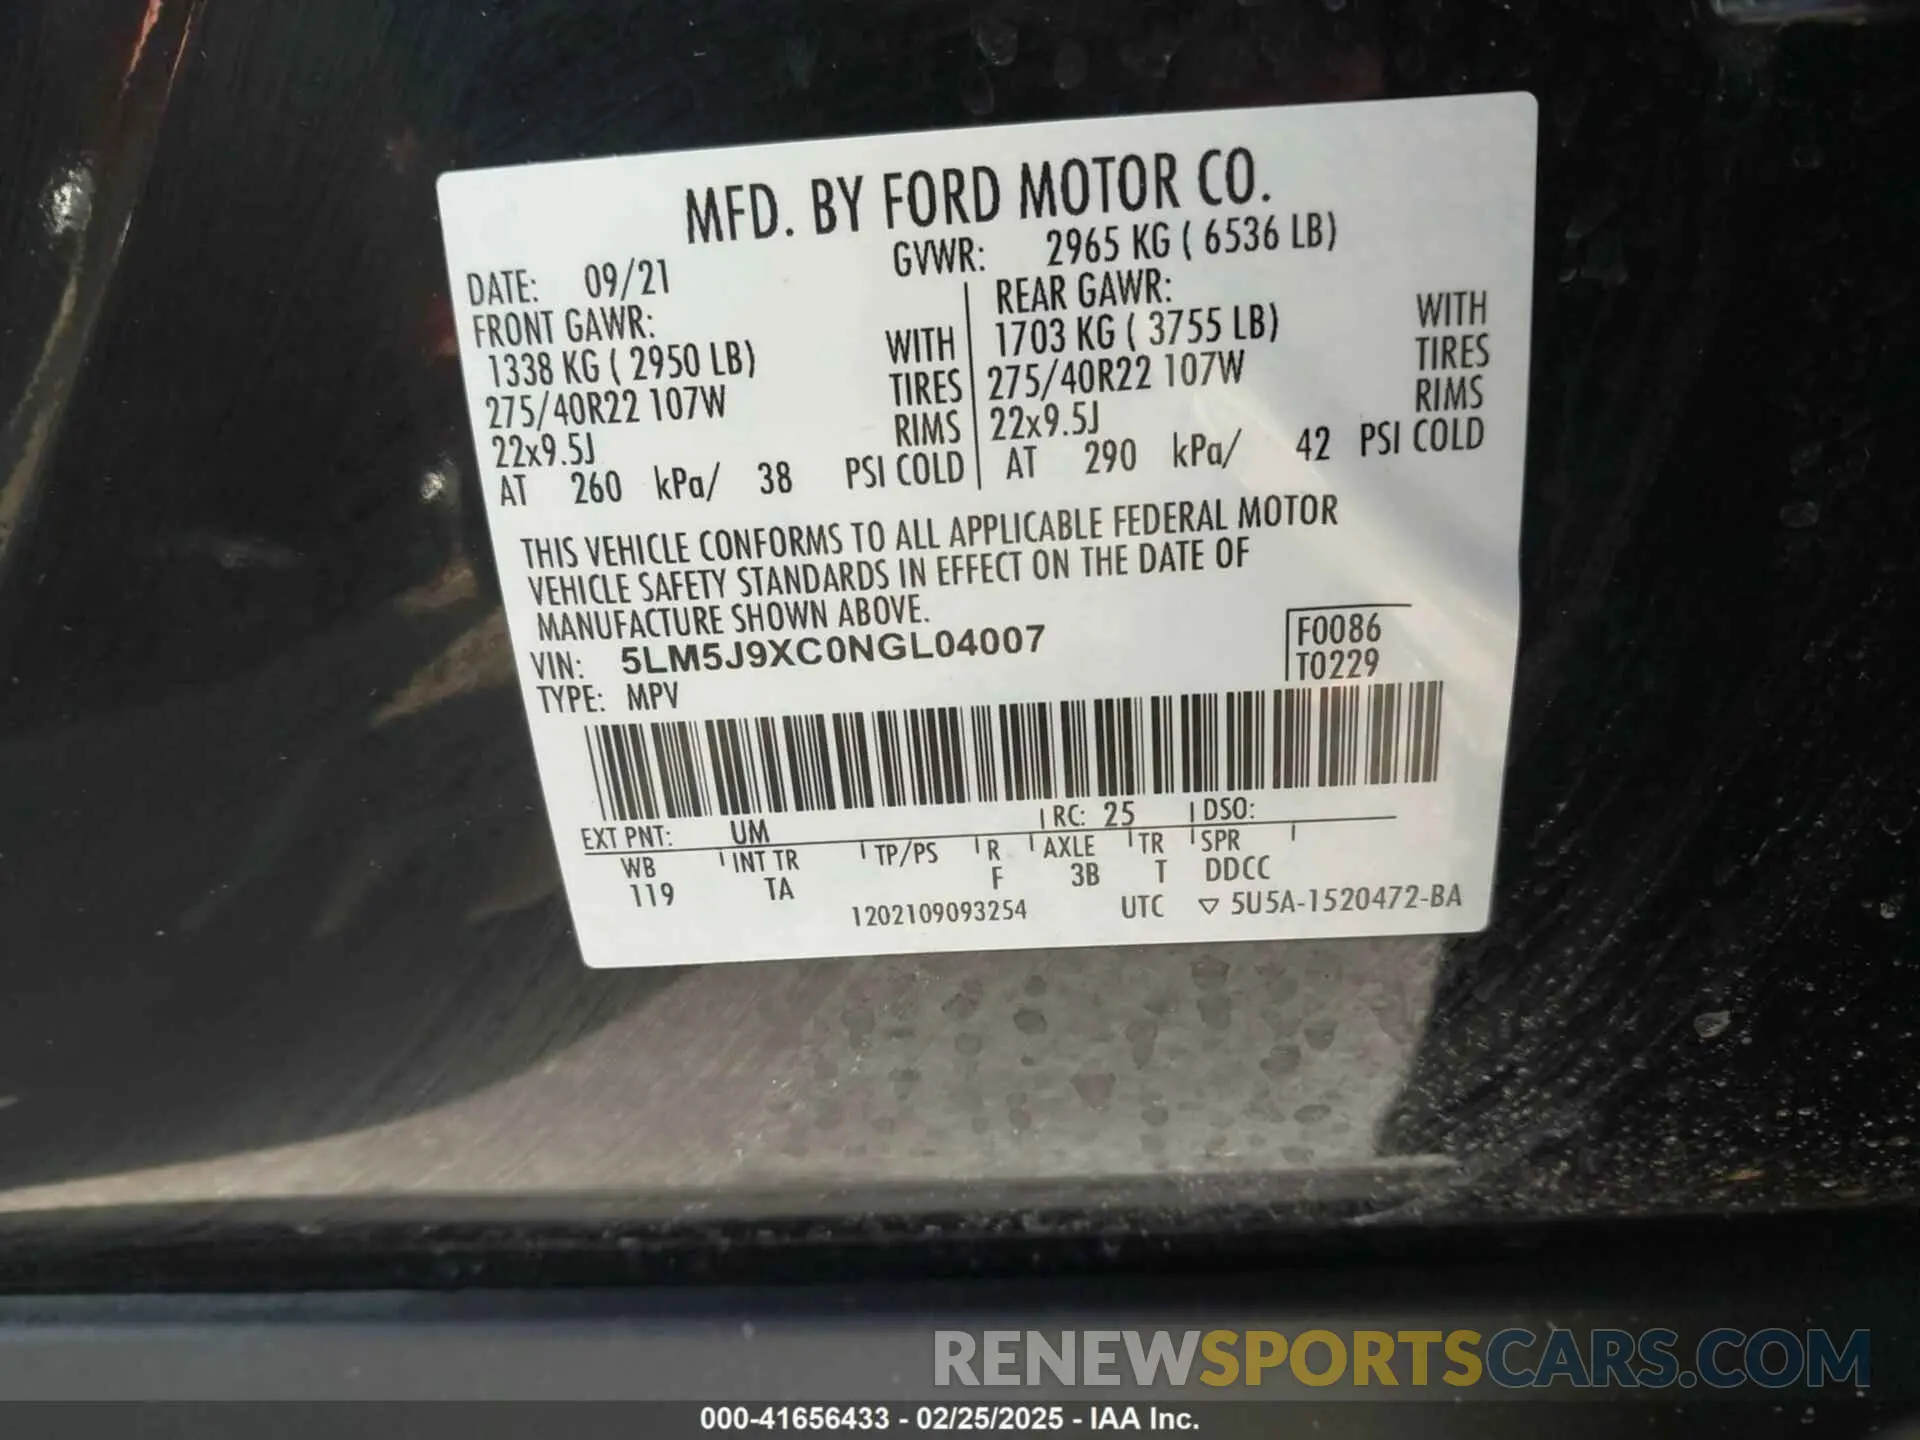 MFD. BY FORD MOTOR CO.
DATE: 09/21 GVWR: 2965 KG ( 6536 LB)
FRONT GAWR: REAR GAWR:
1338 KG ( 2950 LB) WITH 1703 KG ( 3755 LB) WITH
275/40R22 107W TIRES 275/40R22 107W TIRES
22x9.5J RIMS 22x9.5J RIMS
AT 260 kPa/ 38 PSI COLD AT 290 kPa/ 42 PSI COLD
THIS VEHICLE CONFORMS TO ALL APPLICABLE FEDERAL MOTOR
VEHICLE SAFETY STANDARDS IN EFFECT ON THE DATE OF
MANUFACTURE SHOWN ABOVE.
VIN: 5LM5J9XC0NGL04007 F0086
TYPE: MPV T0229
EXT PNT: UM RC: 25 DSO:
WB INT TR TP/PS R AXLE TR SPR
119 TA F 3B T DDCC
1202109093254 UTC ▽ 5U5A-1520472-BA
RENEWSPORTSCARS.COM
000-41656433 - 02/25/2025 - IAA Inc.